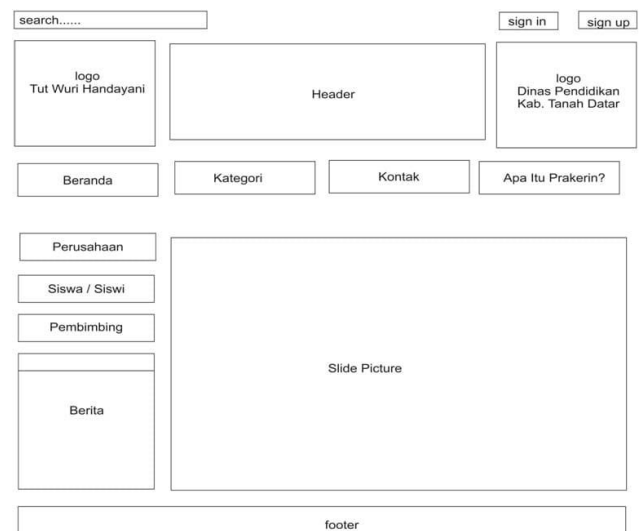 search......
sign in
sign up
logo
Tut Wuri Handayani
Header
logo
Dinas Pendidikan
Kab. Tanah Datar
Beranda
Kategori
Kontak
Apa Itu Prakerin?
Perusahaan
Siswa / Siswi
Pembimbing
Berita
Slide Picture
footer